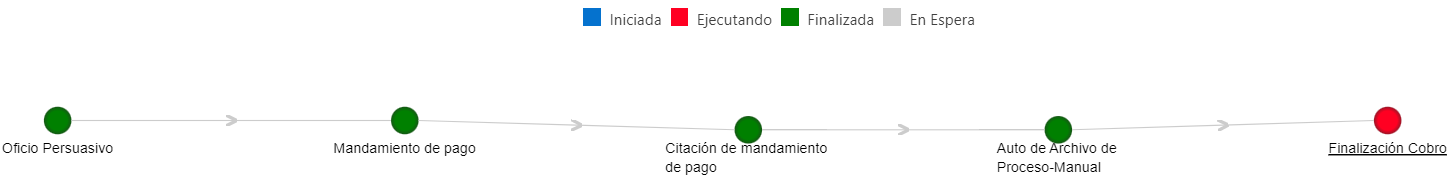 Iniciada Ejecutando Finalizada En Espera
Oficio Persuasivo
Mandamiento de pago
Citación de mandamiento
de pago
Auto de Archivo de
Proceso-Manual
Finalización Cobro